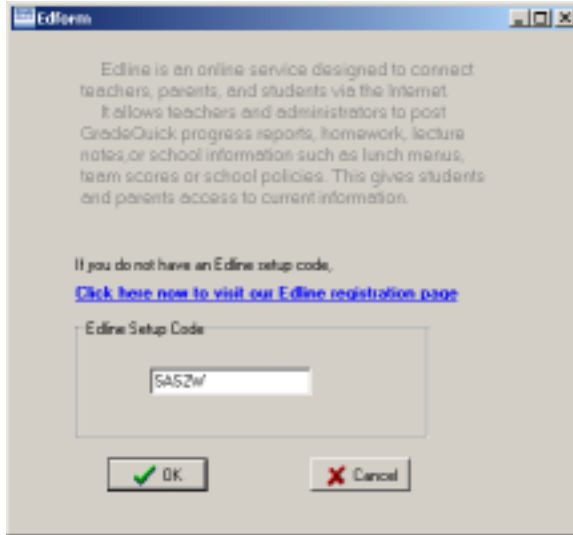 Edform
Edline is an online service designed to connect
teachers, parents, and students via the Internet.
It allows teachers and administrators to post
GradeQuick progress reports, homework, lecture
notes,or school information such as lunch menus,
team scores or school policies. This gives students
and parents access to current information.
If you do not have an Edline setup code,
Click here now to visit our Edline registration page
Edline Setup Code
OK
Cancel